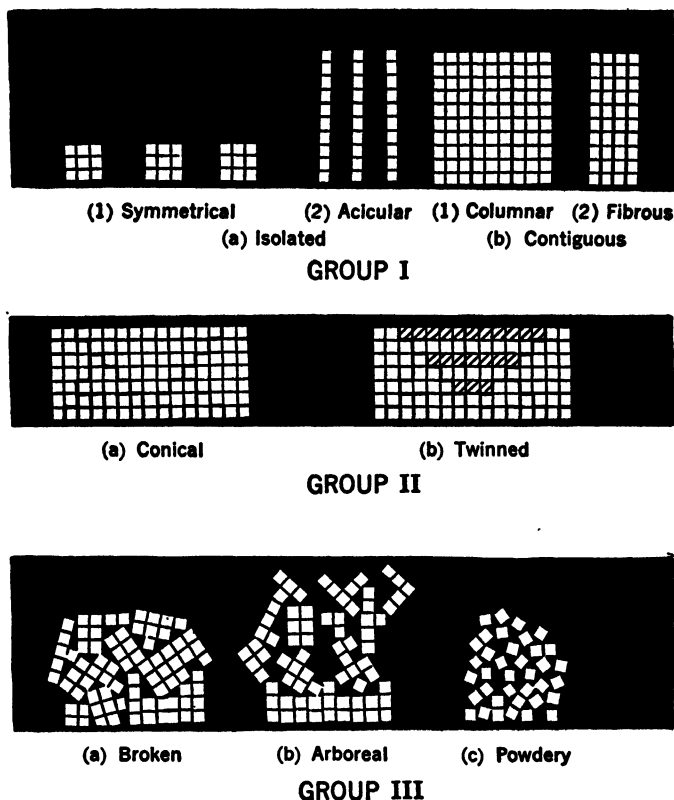 (1) Symmetrical (2) Acicular (1) Columnar (2) Fibrous
(a) Isolated (b) Contiguous
GROUP I
(a) Conical (b) Twinned
GROUP II
(a) Broken (b) Arboreal (c) Powdery
GROUP III